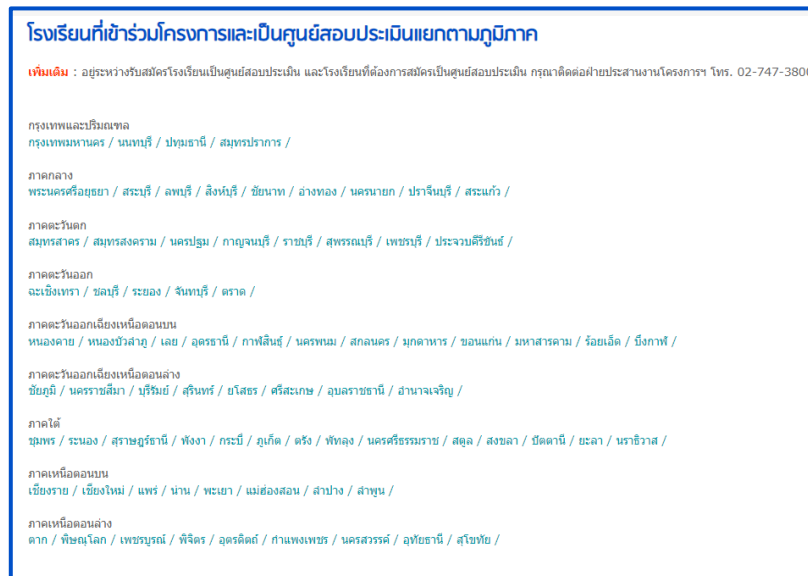 โรงเรียนที่เข้าร่วมโครงการและเป็นศูนย์สอบประเมินแยกตามภูมิภาค
เพิ่มเติม : อยู่ระหว่างรับสมัครโรงเรียนเป็นศูนย์สอบประเมิน และโรงเรียนที่ต้องการสมัครเป็นศูนย์สอบประเมิน กรุณาติดต่อฝ่ายประสานงานโครงการฯ โทร. 02-747-3800
กรุงเทพและปริมณฑล
กรุงเทพมหานคร / นนทบุรี / ปทุมธานี / สมุทรปราการ /
ภาคกลาง
พระนครศรีอยุธยา / สระบุรี / ลพบุรี / สิงห์บุรี / ชัยนาท / อ่างทอง / นครนายก / ปราจีนบุรี / สระแก้ว /
ภาคตะวันตก
สมุทรสาคร / สมุทรสงคราม / นครปฐม / กาญจนบุรี / ราชบุรี / สุพรรณบุรี / เพชรบุรี / ประจวบคีรีขันธ์ /
ภาคตะวันออก
ฉะเชิงเทรา / ชลบุรี / ระยอง / จันทบุรี / ตราด /
ภาคตะวันออกเฉียงเหนือตอนบน
หนองคาย / หนองบัวลำภู / เลย / อุดรธานี / กาฬสินธุ์ / นครพนม / สกลนคร / มุกดาหาร / ขอนแก่น / มหาสารคาม / ร้อยเอ็ด / บึงกาฬ /
ภาคตะวันออกเฉียงเหนือตอนล่าง
ชัยภูมิ / นครราชสีมา / บุรีรัมย์ / สุรินทร์ / ยโสธร / ศรีสะเกษ / อุบลราชธานี / อำนาจเจริญ /
ภาคใต้
ชุมพร / ระนอง / สุราษฎร์ธานี / พังงา / กระบี่ / ภูเก็ต / ตรัง / พัทลุง / นครศรีธรรมราช / สตูล / สงขลา / ปัตตานี / ยะลา / นราธิวาส /
ภาคเหนือตอนบน
เชียงราย / เชียงใหม่ / แพร่ / น่าน / พะเยา / แม่ฮ่องสอน / ลำปาง / ลำพูน /
ภาคเหนือตอนล่าง
ตาก / พิษณุโลก / เพชรบูรณ์ / พิจิตร / อุตรดิตถ์ / กำแพงเพชร / นครสวรรค์ / อุทัยธานี / สุโขทัย /